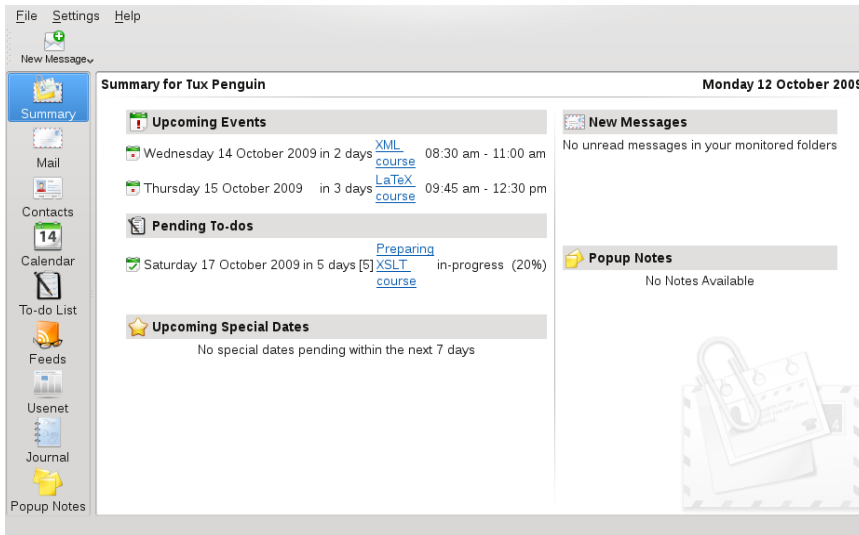 File Settings Help
New Message
Summary for Tux Penguin Monday 12 October 2009
Summary
Mail
Contacts
14
Calendar
To-do List
Feeds
Usenet
Journal
Popup Notes
Upcoming Events
Wednesday 14 October 2009 in 2 days XML course 08:30 am - 11:00 am
Thursday 15 October 2009 in 3 days LaTeX course 09:45 am - 12:30 pm
Pending To-dos
Saturday 17 October 2009 in 5 days [5] Preparing XSLT course in-progress (20%)
Upcoming Special Dates
No special dates pending within the next 7 days
New Messages
No unread messages in your monitored folders
Popup Notes
No Notes Available